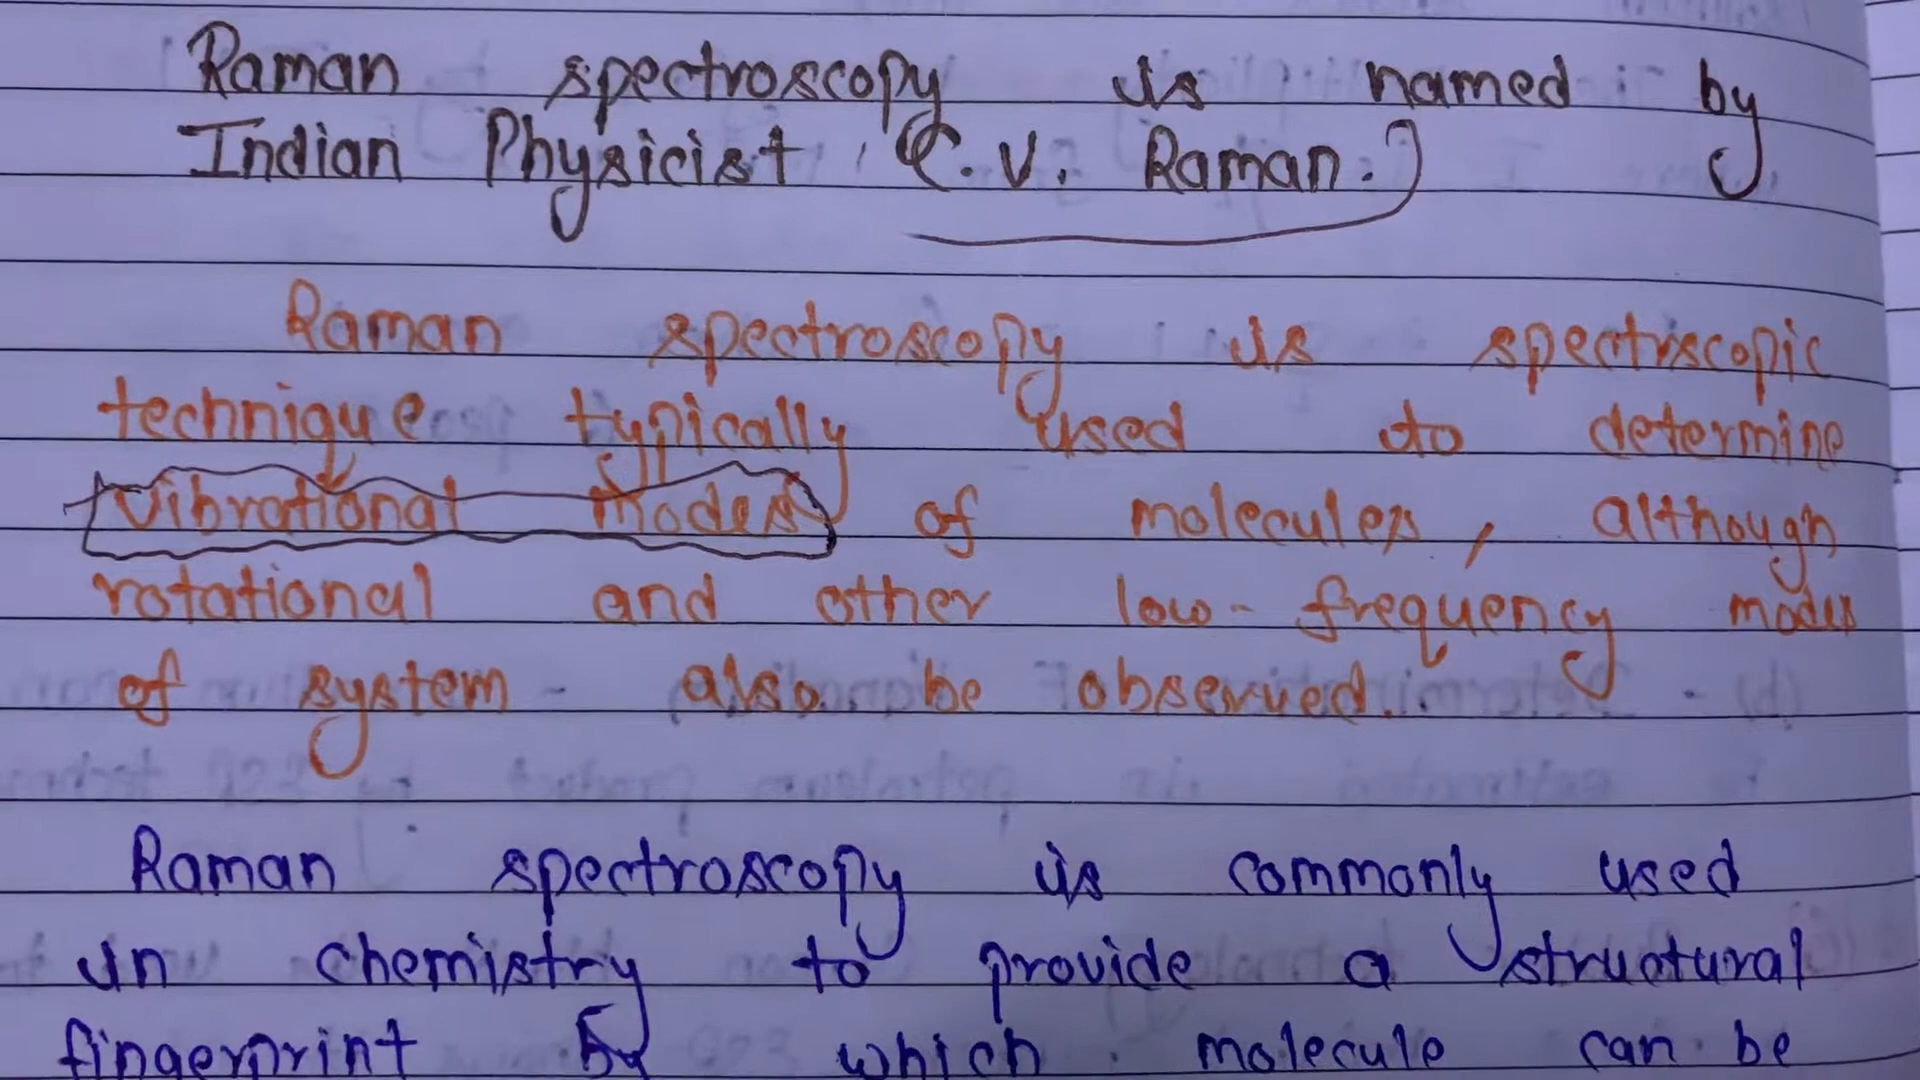 Raman spectroscopy is named by
Indian Physicist (C.V. Raman.)
Raman spectroscopy is spectriscopic
technique typically used to determine
vibrational modes of molecules, although
rotational and other low-frequency modes
of system also be observed.
Raman spectroscopy is commonly used
in chemistry to provide a structural
fingerprint by which molecule can be